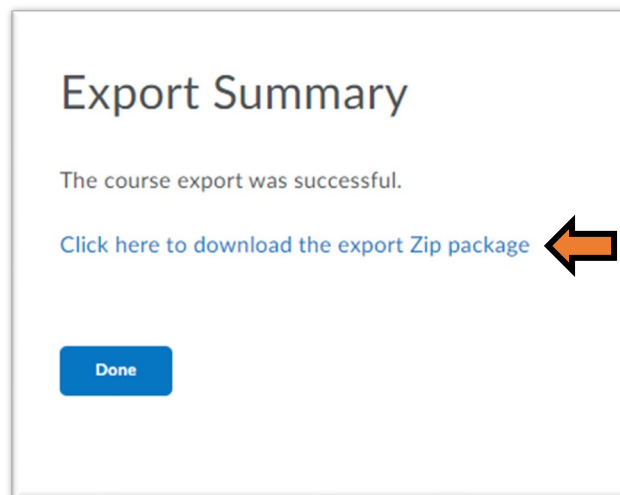 Export Summary
The course export was successful.
Click here to download the export Zip package
Done